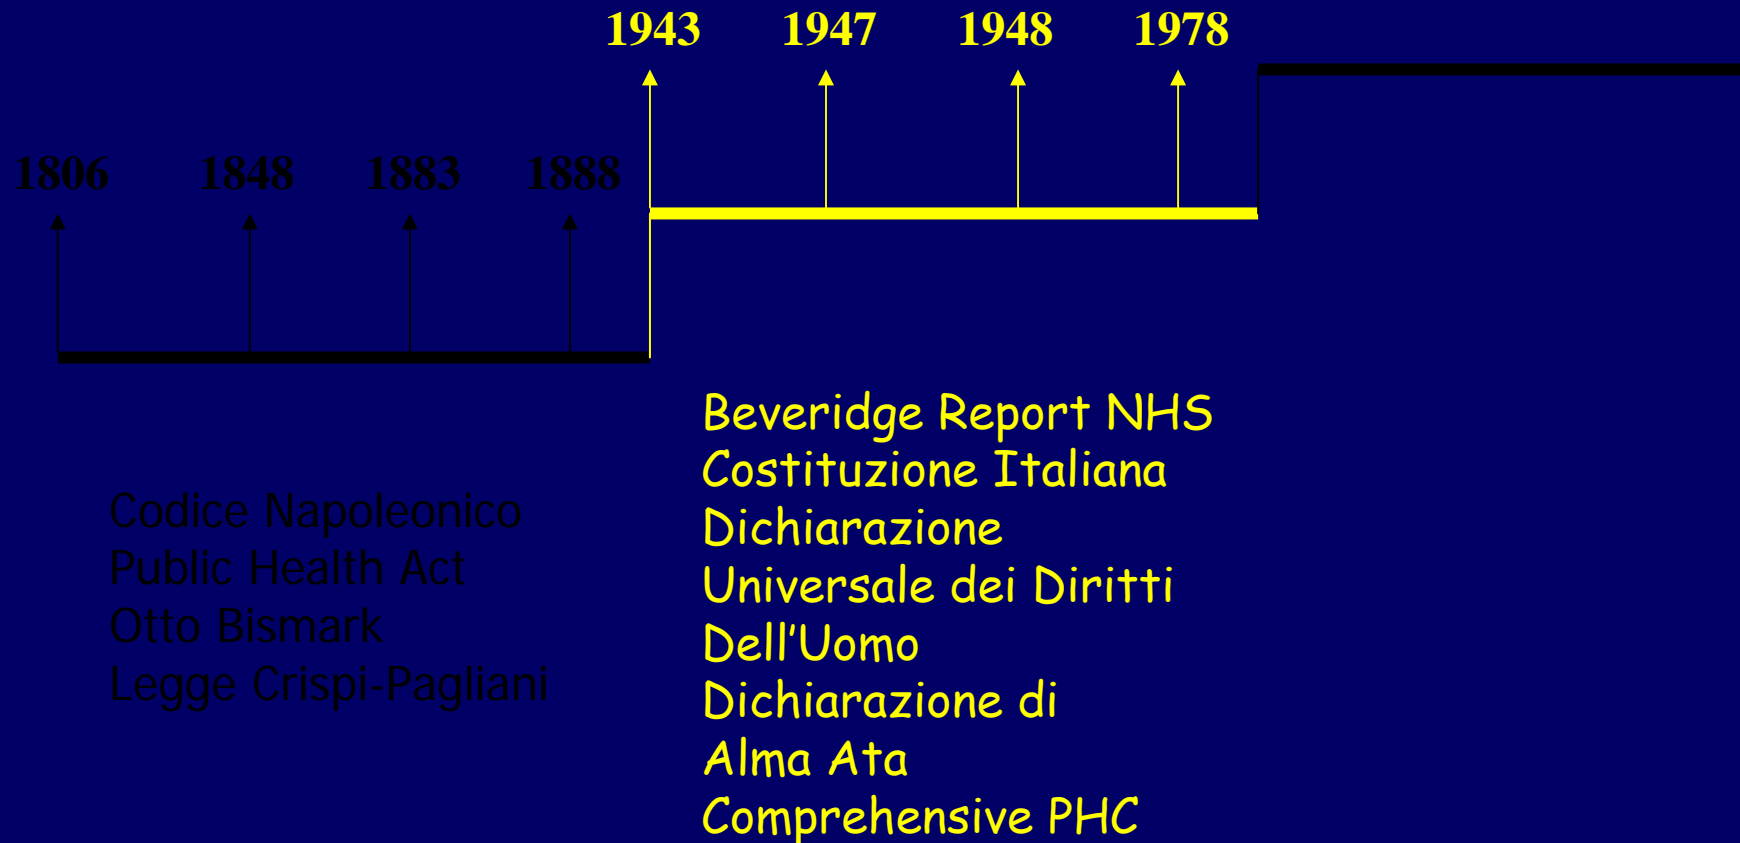 1943 1947 1948 1978
1806 1848 1883 1888
Beveridge Report NHS
Costituzione Italiana
Dichiarazione
Universale dei Diritti
Dell'Uomo
Dichiarazione di
Alma Ata
Comprehensive PHC
Codice Napoleonico
Public Health Act
Otto Bismark
Legge Crispi-Pagliani